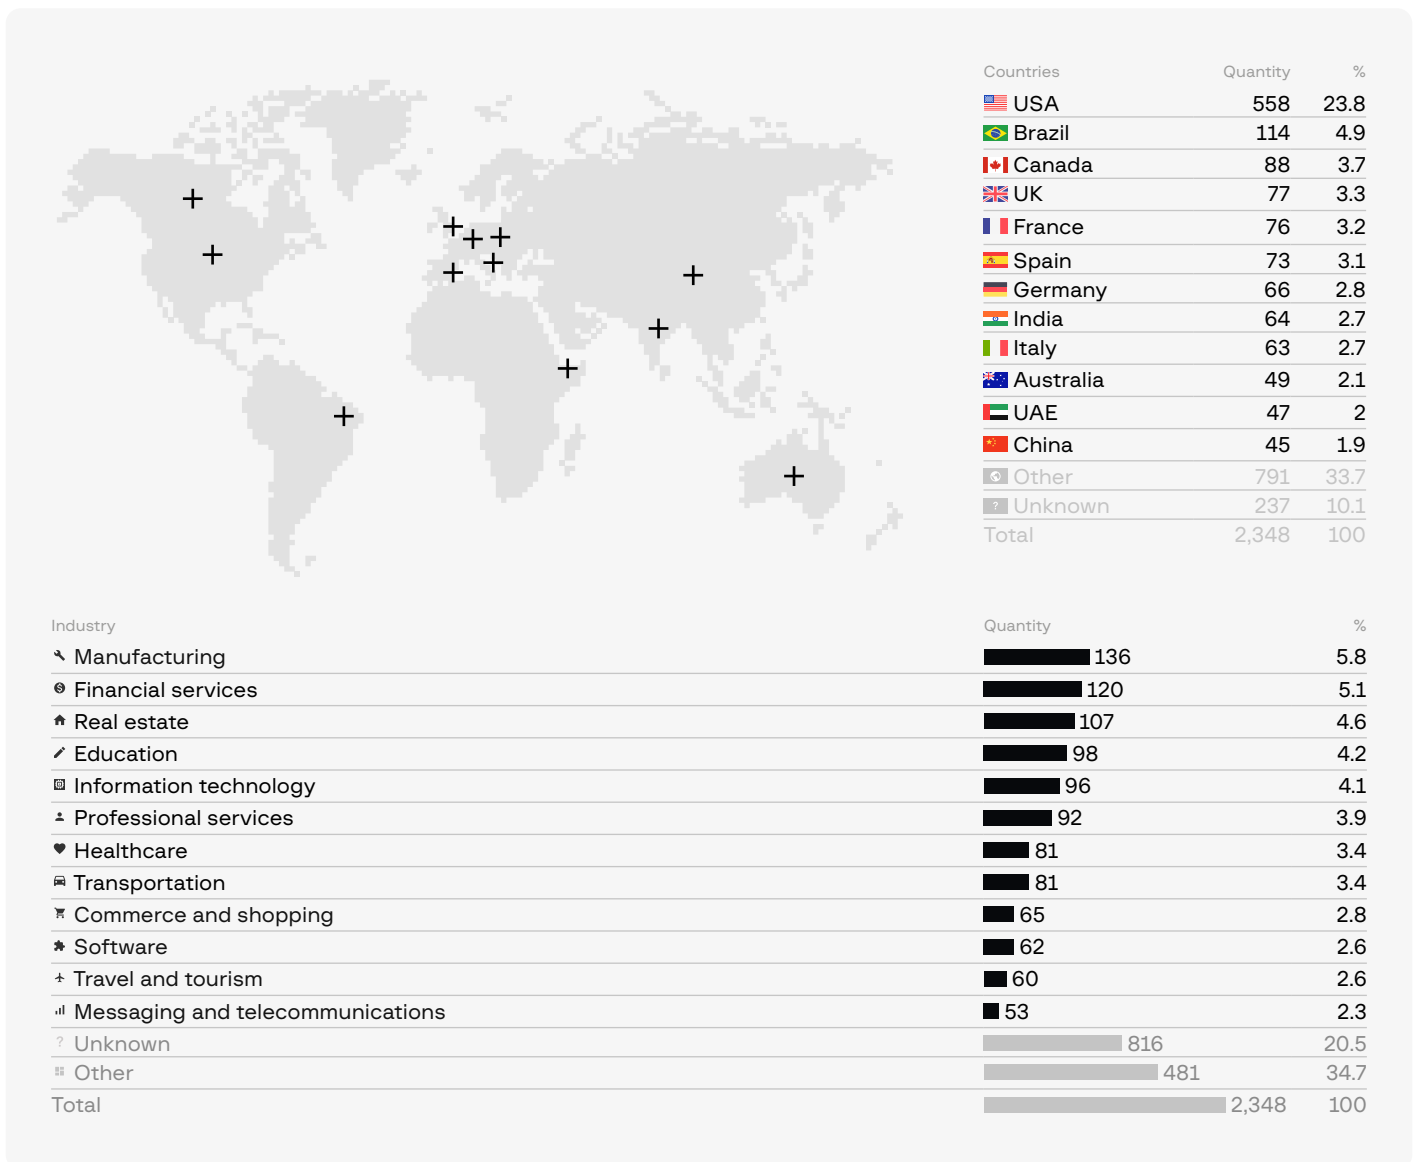 Countries Quantity %
USA 558 23.8
Brazil 114 4.9
Canada 88 3.7
UK 77 3.3
France 76 3.2
Spain 73 3.1
Germany 66 2.8
India 64 2.7
Italy 63 2.7
Australia 49 2.1
UAE 47 2
China 45 1.9
Other 791 33.7
? Unknown 237 10.1
Total 2,348 100
Industry Quantity %
Manufacturing 136 5.8
$ Financial services 120 5.1
Real estate 107 4.6
Education 98 4.2
Information technology 96 4.1
Professional services 92 3.9
Healthcare 81 3.4
Transportation 81 3.4
Commerce and shopping 65 2.8
Software 62 2.6
Travel and tourism 60 2.6
Messaging and telecommunications 53 2.3
? Unknown 816 20.5
Other 481 34.7
Total 2,348 100